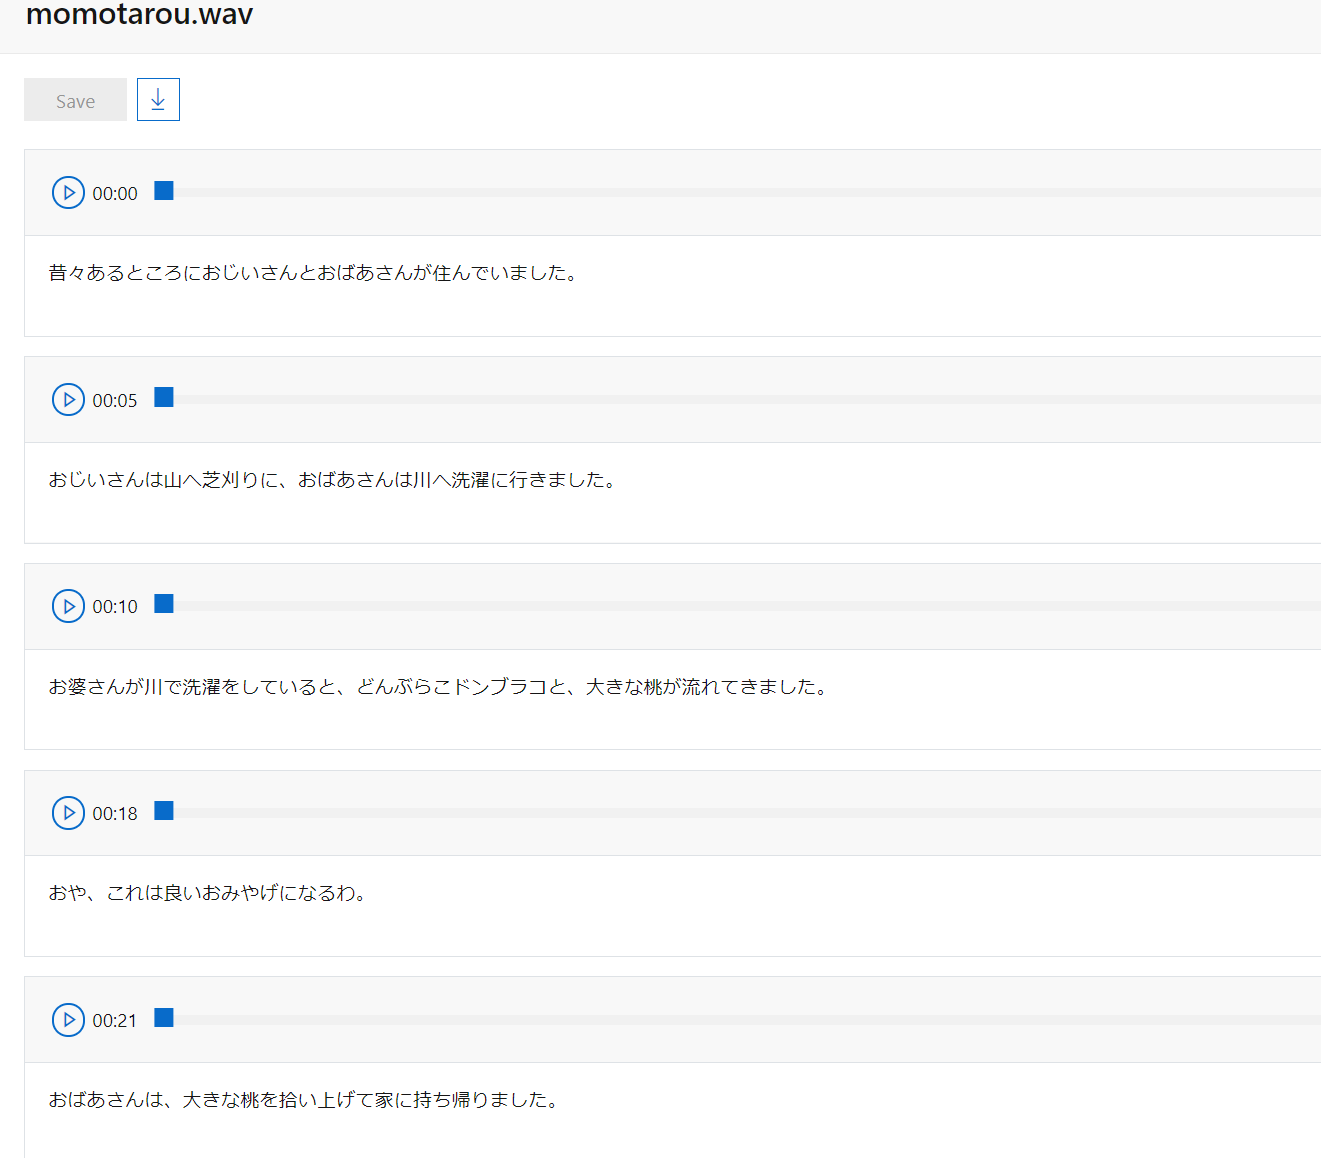 momotarou.wav
Save
00:00
昔々あるところにおじいさんとおばあさんが住んでいました。
00:05
おじいさんは山へ芝刈りに、おばあさんは川へ洗濯に行きました。
00:10
お婆さんが川で洗濯をしていると、どんぶらこドンブラコと、大きな桃が流れてきました。
00:18
おや、これは良いおみやげになるわ。
00:21
おばあさんは、大きな桃を拾い上げて家に持ち帰りました。